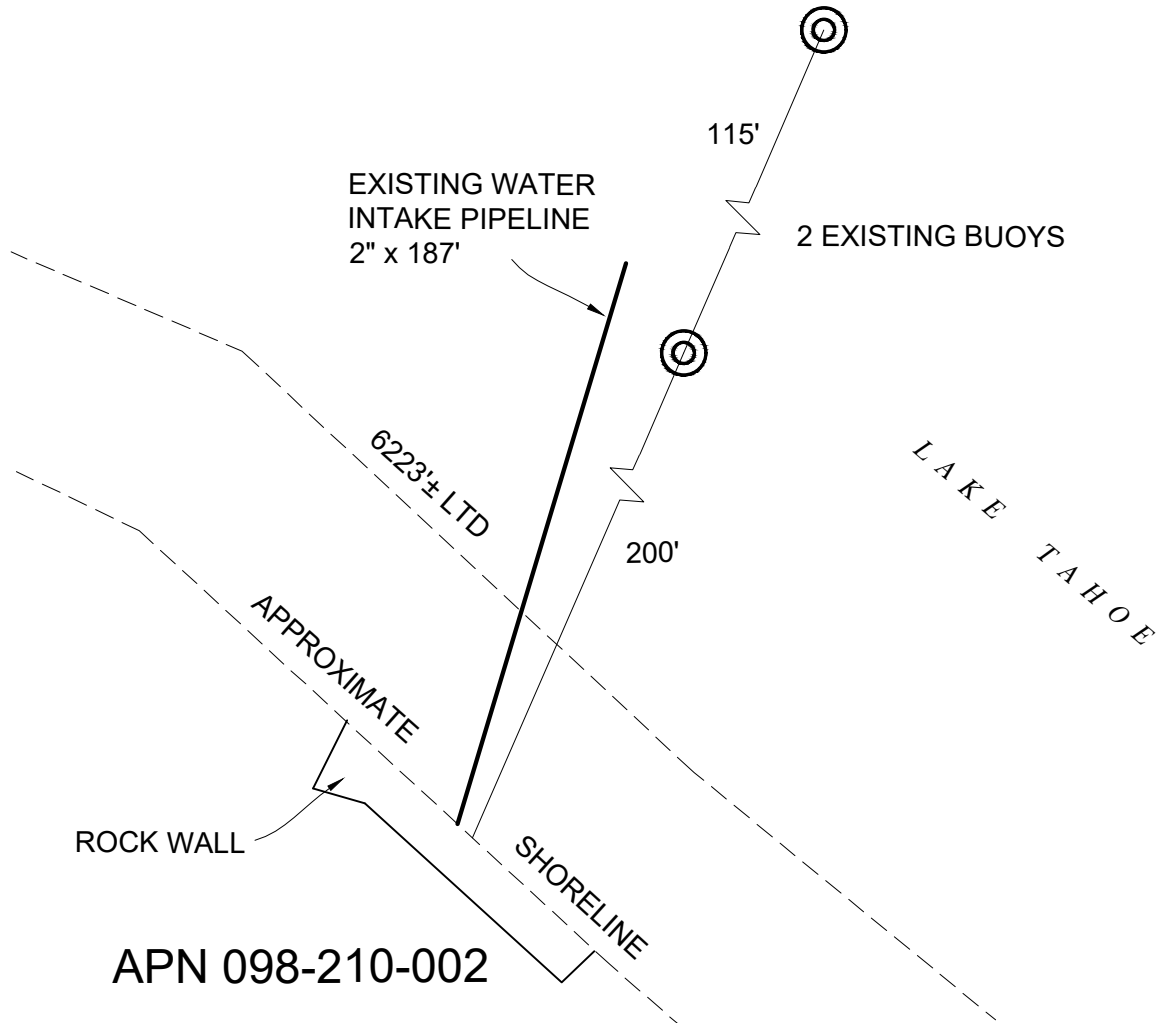 115'
EXISTING WATER
INTAKE PIPELINE
2" x 187'
2 EXISTING BUOYS
6223'± LTD
LAKE TAHOE
200'
APPROXIMATE
SHORELINE
ROCK WALL
APN 098-210-002